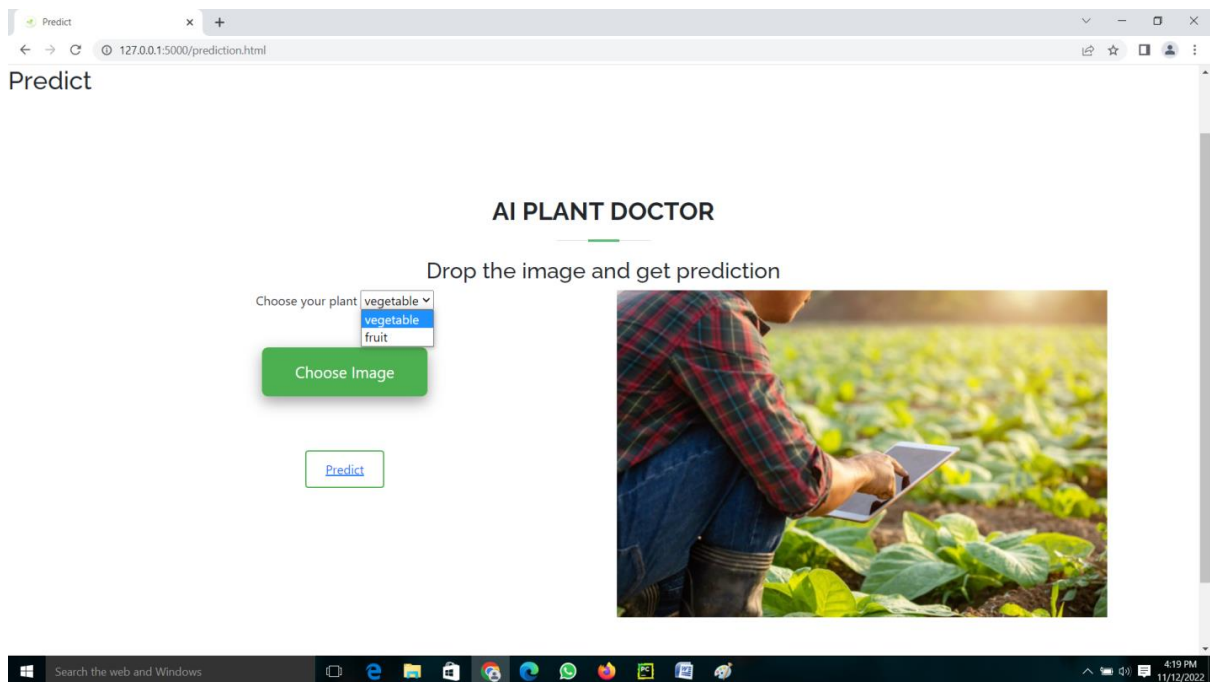 Predict
127.0.0.1:5000/prediction.html
Predict
AI PLANT DOCTOR
Drop the image and get prediction
Choose your plant vegetable
vegetable
fruit
Choose Image
Predict
Search the web and Windows
4:19 PM
11/12/2022